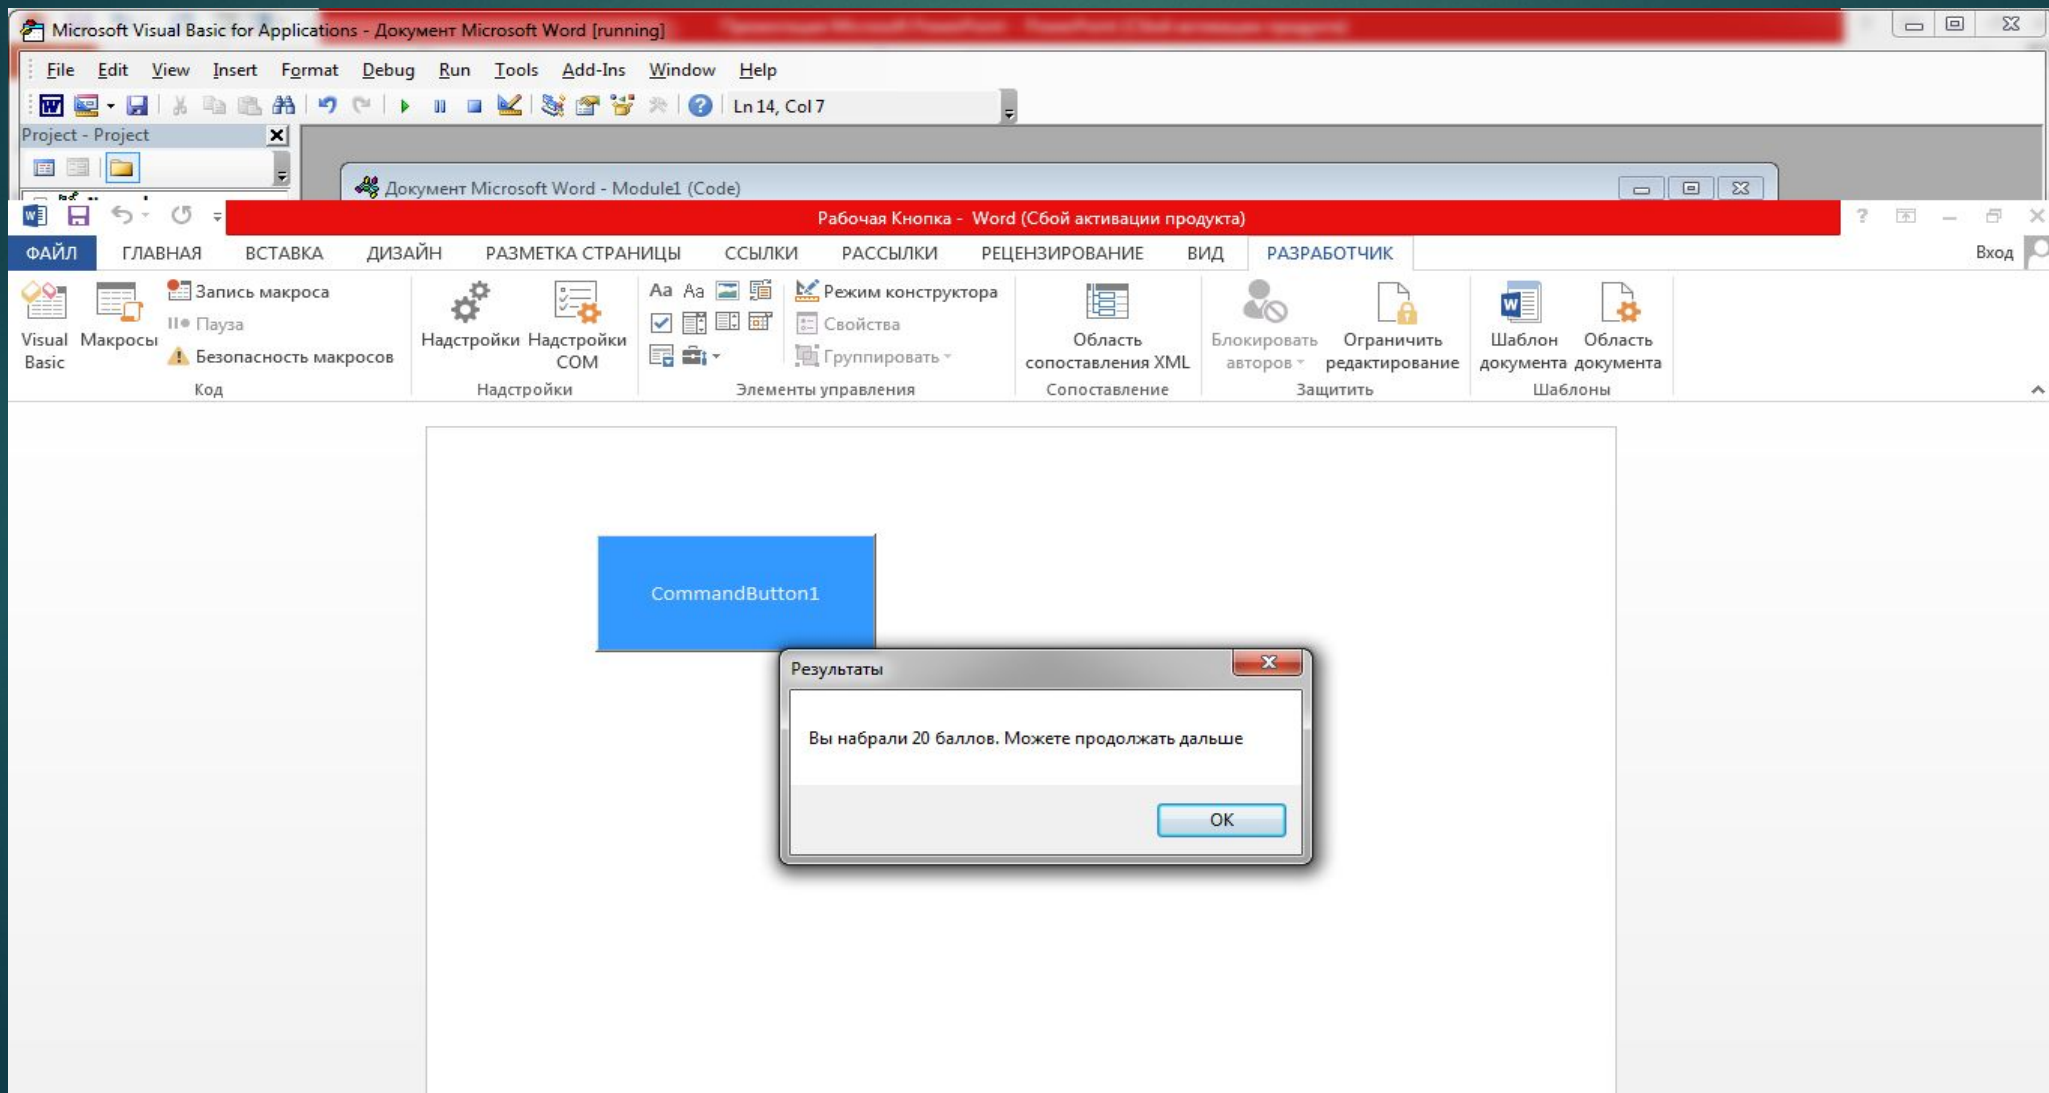 Microsoft Visual Basic for Applications - Документ Microsoft Word [running]
File Edit View Insert Format Debug Run Tools Add-Ins Window Help
Ln 14, Col 7
Project - Project
Документ Microsoft Word - Module1 (Code)
Рабочая Кнопка - Word (Сбой активации продукта)
ФАЙЛ ГЛАВНАЯ ВСТАВКА ДИЗАЙН РАЗМЕТКА СТРАНИЦЫ ССЫЛКИ РАССЫЛКИ РЕЦЕНЗИРОВАНИЕ ВИД РАЗРАБОТЧИК Вход
Visual Basic
Макросы
Запись макроса
Пауза
Безопасность макросов
Код
Надстройки
Надстройки COM
Надстройки
Aa Aa
Режим конструктора
Свойства
Группировать
Элементы управления
Область сопоставления XML
Сопоставление
Блокировать авторов
Ограничить редактирование
Защитить
Шаблон документа
Область документа
Шаблоны
CommandButton1
Результаты
Вы набрали 20 баллов. Можете продолжать дальше
OK